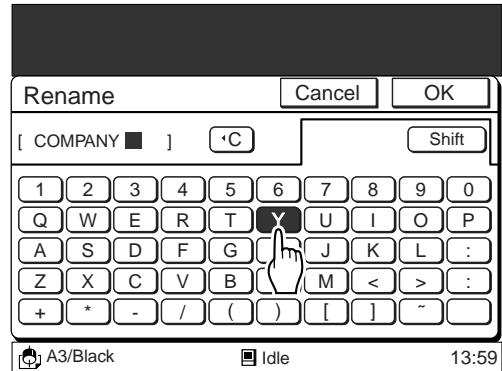 Rename Cancel OK
[ COMPANY ] C Shift
1 2 3 4 5 6 7 8 9 0
Q W E R T Y U I O P
A S D F G J K L :
Z X C V B M < > :
+ * - / ( ) [ ] ~
A3/Black Idle 13:59